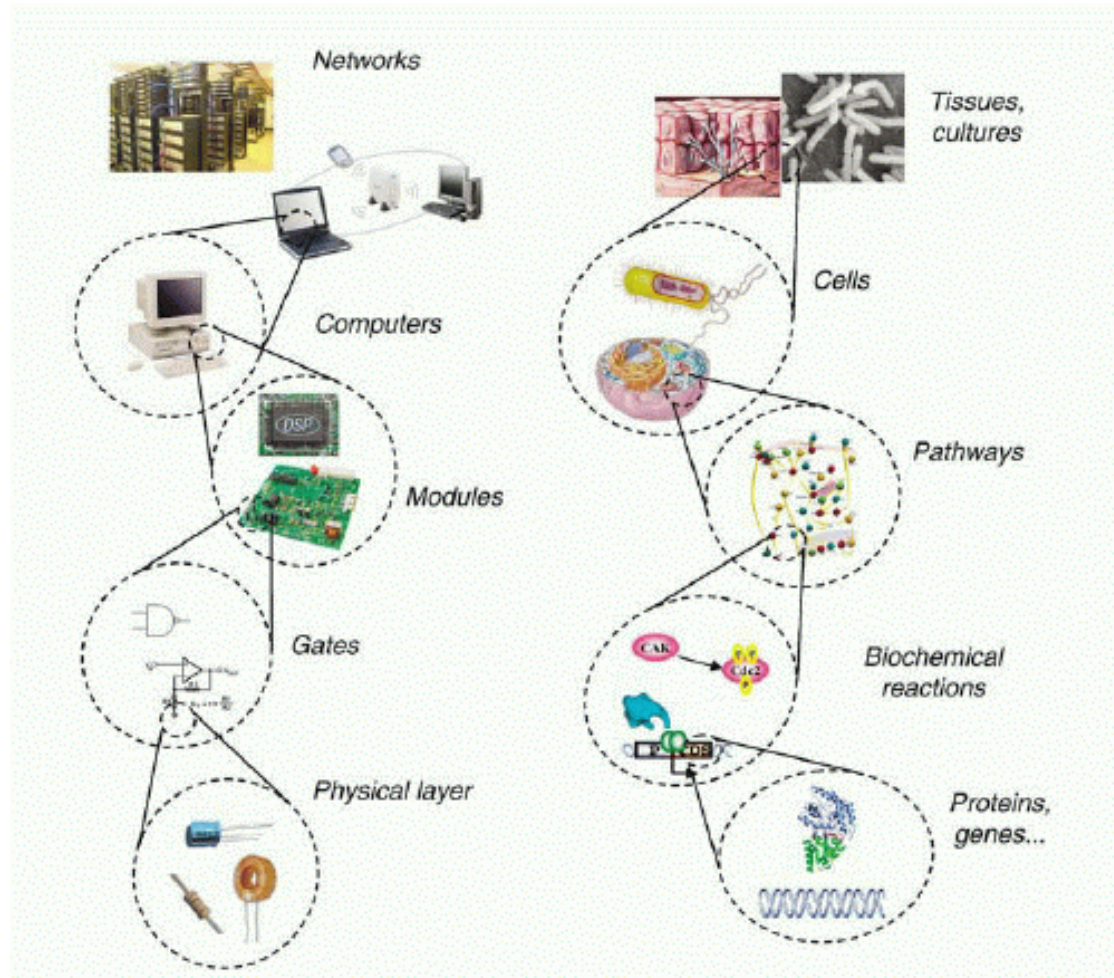 Networks
Computers
DSP
Modules
Gates
Physical layer
Tissues,
cultures
Cells
Pathways
CAK
P P
Cdc2
P
Biochemical
reactions
P
Proteins,
genes...